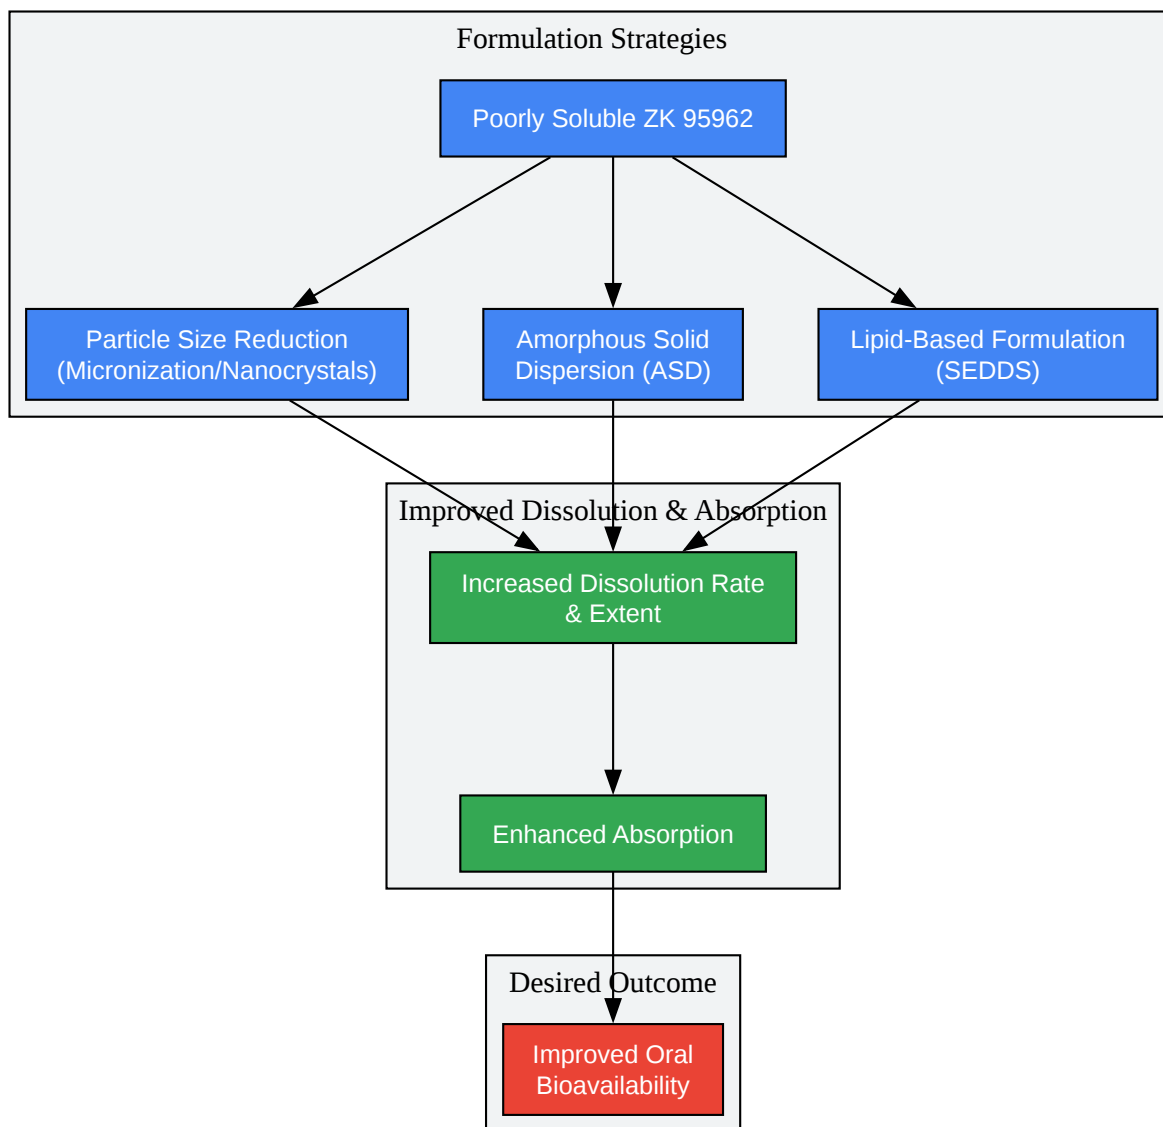 Formulation Strategies
Poorly Soluble ZK 95962
Particle Size Reduction
(Micronization/Nanocrystals)
Amorphous Solid
Dispersion (ASD)
Lipid-Based Formulation
(SEDDS)
Improved Dissolution & Absorption
Increased Dissolution Rate
& Extent
Enhanced Absorption
Desired Outcome
Improved Oral
Bioavailability